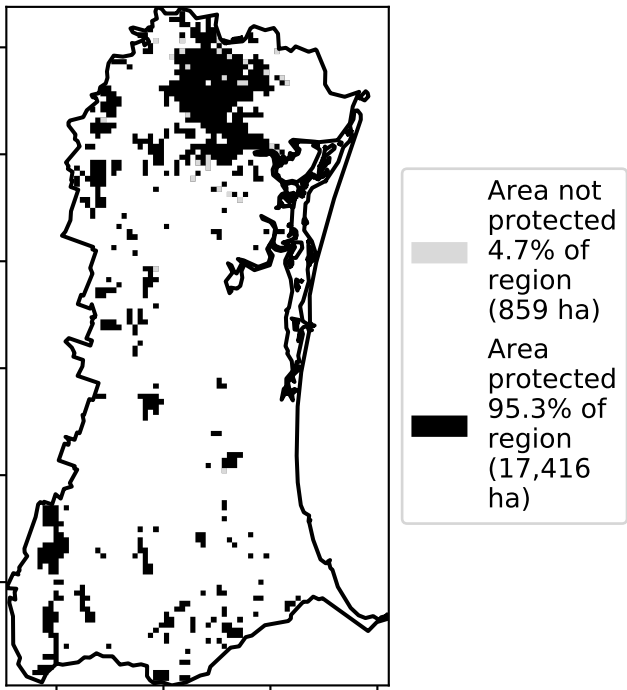 Area not
protected
4.7% of
region
(859 ha)
Area
protected
95.3% of
region
(17,416
ha)